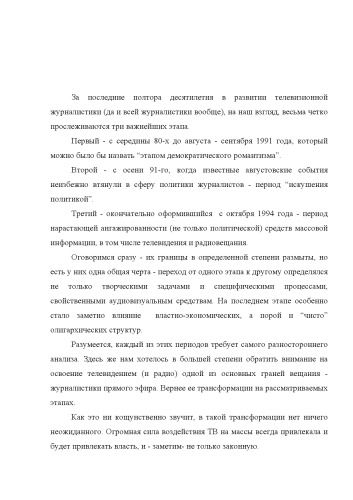 За последние полтора десятилетия в развитии телевизионной
журналистики (да и всей журналистики вообще), на наш взгляд, весьма четко
прослеживаются три важнейших этапа.
Первый - с середины 80-х до августа - сентября 1991 года, который
можно было бы назвать "этапом демократического романтизма".
Второй - с осени 91-го, когда известные августовские события
неизбежно втянули в сферу политики журналистов - период "искушения
политикой".
Третий - окончательно оформившийся с октября 1994 года - период
нарастающей ангажированности (не только политической) средств массовой
информации, в том числе телевидения и радиовещания.
Оговоримся сразу - их границы в определенной степени размыты, но
есть у них одна общая черта - переход от одного этапа к другому определялся
не только творческими задачами и специфическими процессами,
свойственными аудиовизуальным средствам. На последнем этапе особенно
стало заметно влияние властно-экономических, а порой и "чисто"
олигархических структур.
Разумеется, каждый из этих периодов требует самого разностороннего
анализа. Здесь же нам хотелось в большей степени обратить внимание на
освоение телевидением (и радио) одной из основных граней вещания -
журналистики прямого эфира. Вернее ее трансформации на рассматриваемых
этапах.
Как это ни кощунственно звучит, в такой трансформации нет ничего
неожиданного. Огромная сила воздействия ТВ на массы всегда привлекала и
будет привлекать власть, и - заметим- не только законную.